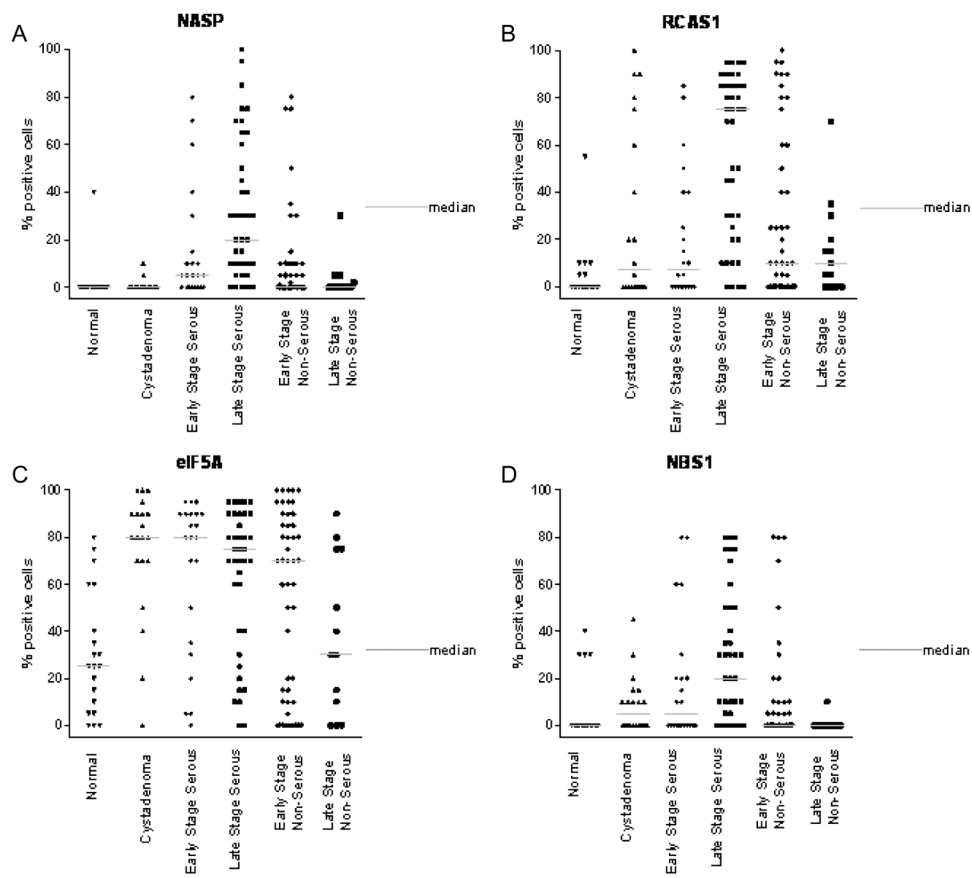 A
NASP
% positive cells
100
80
60
40
20
0
Normal
Cystadenoma
Early Stage Serous
Late Stage Serous
Early Stage
Non-Serous
Late Stage
Non-Serous
median
B
RCAS1
% positive cells
100
80
60
40
20
0
Normal
Cystadenoma
Early Stage Serous
Late Stage Serous
Early Stage
Non-Serous
Late Stage
Non-Serous
median
C
eIF5A
% positive cells
100
80
60
40
20
0
Normal
Cystadenoma
Early Stage Serous
Late Stage Serous
Early Stage
Non-Serous
Late Stage
Non-Serous
median
D
NBS1
% positive cells
100
80
60
40
20
0
Normal
Cystadenoma
Early Stage Serous
Late Stage Serous
Early Stage
Non-Serous
Late Stage
Non-Serous
median